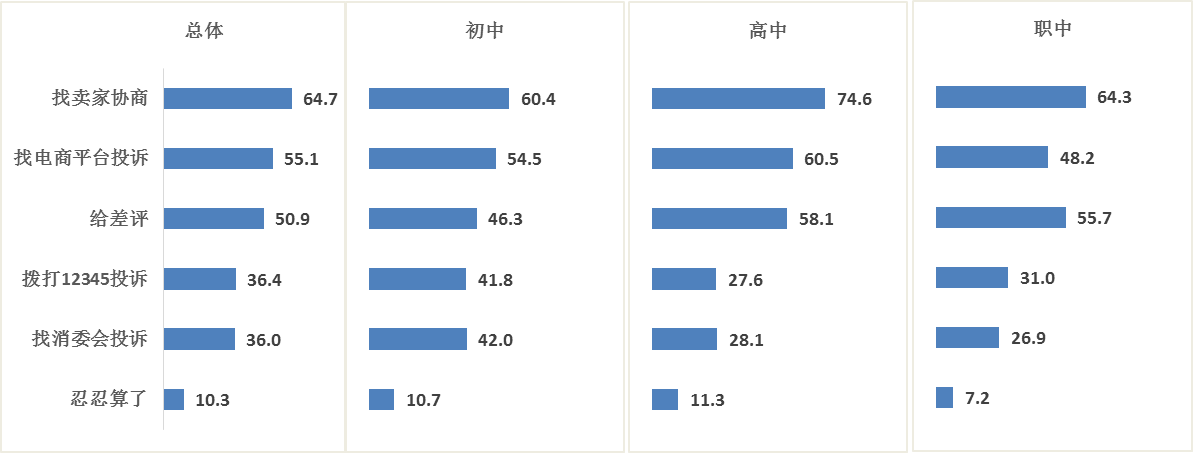 总体 初中 高中 职中
找卖家协商 64.7 60.4 74.6 64.3
找电商平台投诉 55.1 54.5 60.5 48.2
给差评 50.9 46.3 58.1 55.7
拨打12345投诉 36.4 41.8 27.6 31.0
找消委会投诉 36.0 42.0 28.1 26.9
忍忍算了 10.3 10.7 11.3 7.2